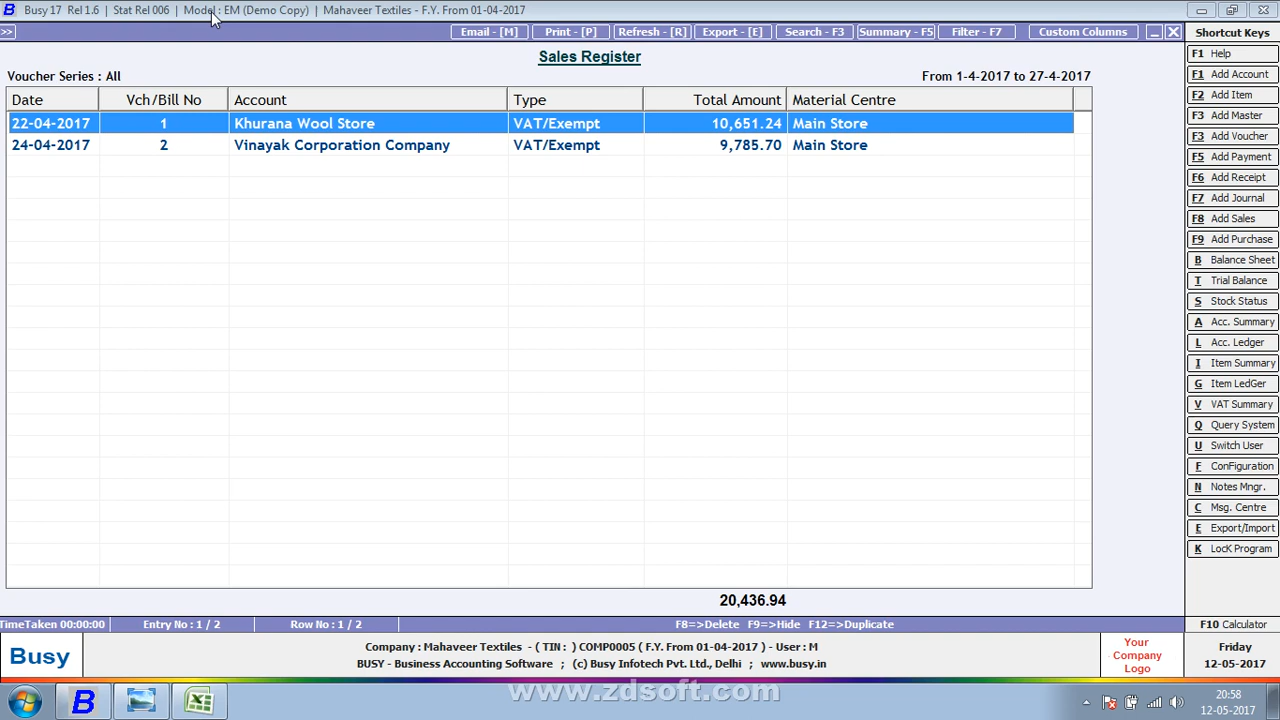 Busy 17 Rel 1.6 | Stat Rel 006 | Model : EM (Demo Copy) | Mahaveer Textiles - F.Y. From 01-04-2017
>> Email - [M] Print - [P] Refresh - [R] Export - [E] Search - F3 Summary - F5 Filter - F7 Custom Columns
Shortcut Keys
Sales Register
Voucher Series : All From 1-4-2017 to 27-4-2017
Date Vch/Bill No Account Type Total Amount Material Centre
22-04-2017 1 Khurana Wool Store VAT/Exempt 10,651.24 Main Store
24-04-2017 2 Vinayak Corporation Company VAT/Exempt 9,785.70 Main Store
20,436.94
F1 Help
F1 Add Account
F2 Add Item
F3 Add Master
F3 Add Voucher
F5 Add Payment
F6 Add Receipt
F7 Add Journal
F8 Add Sales
F9 Add Purchase
B Balance Sheet
T Trial Balance
S Stock Status
A Acc. Summary
L Acc. Ledger
I Item Summary
G Item LedGer
V VAT Summary
Q Query System
U Switch User
F ConFiguration
N Notes Mngr.
C Msg. Centre
E Export/Import
K LocK Program
TimeTaken 00:00:00 Entry No : 1 / 2 Row No : 1 / 2 F8=>Delete F9=>Hide F12=>Duplicate F10 Calculator
Busy
Company : Mahaveer Textiles - ( TIN : ) COMP0005 ( F.Y. From 01-04-2017 ) - User : M
BUSY - Business Accounting Software ; (c) Busy Infotech Pvt. Ltd., Delhi ; www.busy.in
Your
Company
Logo
Friday
12-05-2017
www.zdsoft.com
20:58
12-05-2017